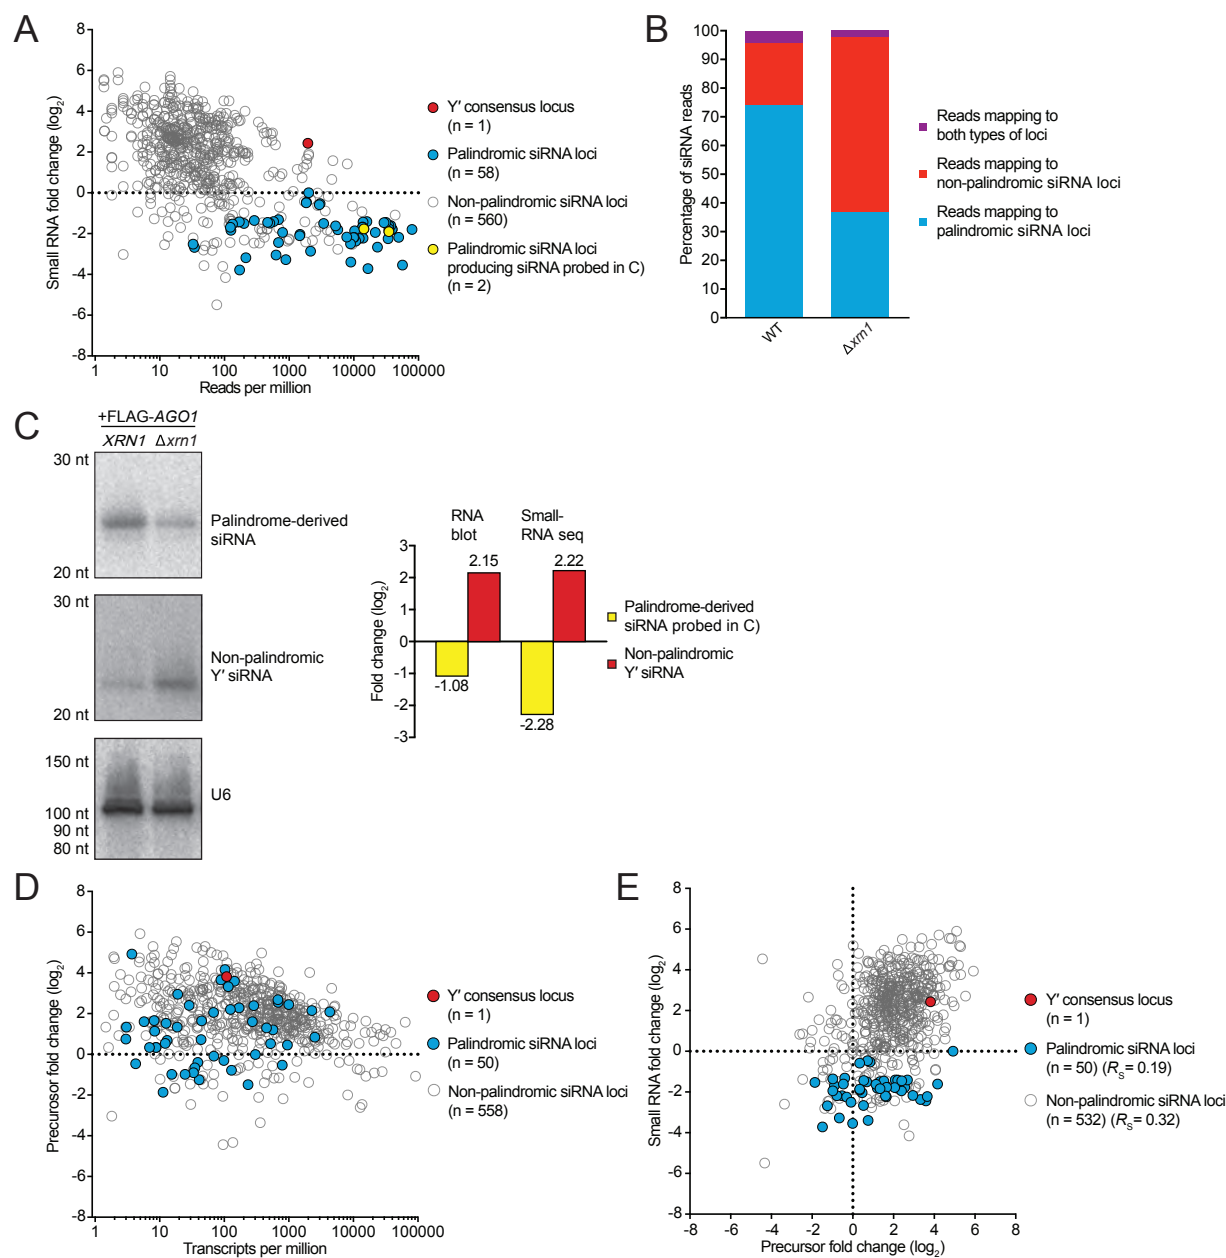 A
Small RNA fold change (log2)
8
6
4
2
0
-2
-4
-6
-8
1
10
100
1000
10000
100000
Reads per million
Y′ consensus locus
(n = 1)
Palindromic siRNA loci
(n = 58)
Non-palindromic siRNA loci
(n = 560)
Palindromic siRNA loci
producing siRNA probed in C)
(n = 2)
B
Percentage of siRNA reads
100
90
80
70
60
50
40
30
20
10
0
WT
Δxrn1
Reads mapping to
both types of loci
Reads mapping to
non-palindromic siRNA loci
Reads mapping to
palindromic siRNA loci
C
+FLAG-AGO1
XRN1 Δxrn1
30 nt
20 nt
Palindrome-derived
siRNA
30 nt
20 nt
Non-palindromic
Y′ siRNA
150 nt
100 nt
90 nt
80 nt
U6
RNA
blot
Small-
RNA seq
Fold change (log2)
3
2
1
0
-1
-2
-3
2.15
2.22
-1.08
-2.28
Palindrome-derived
siRNA probed in C)
Non-palindromic
Y′ siRNA
D
Precurosor fold change (log2)
8
6
4
2
0
-2
-4
-6
-8
1
10
100
1000
10000
100000
Transcripts per million
Y′ consensus locus
(n = 1)
Palindromic siRNA loci
(n = 50)
Non-palindromic siRNA loci
(n = 558)
E
Small RNA fold change (log2)
8
6
4
2
0
-2
-4
-6
-8
-8
-6
-4
-2
0
2
4
6
8
Precursor fold change (log2)
Y′ consensus locus
(n = 1)
Palindromic siRNA loci
(n = 50) (RS = 0.19)
Non-palindromic siRNA loci
(n = 532) (RS = 0.32)